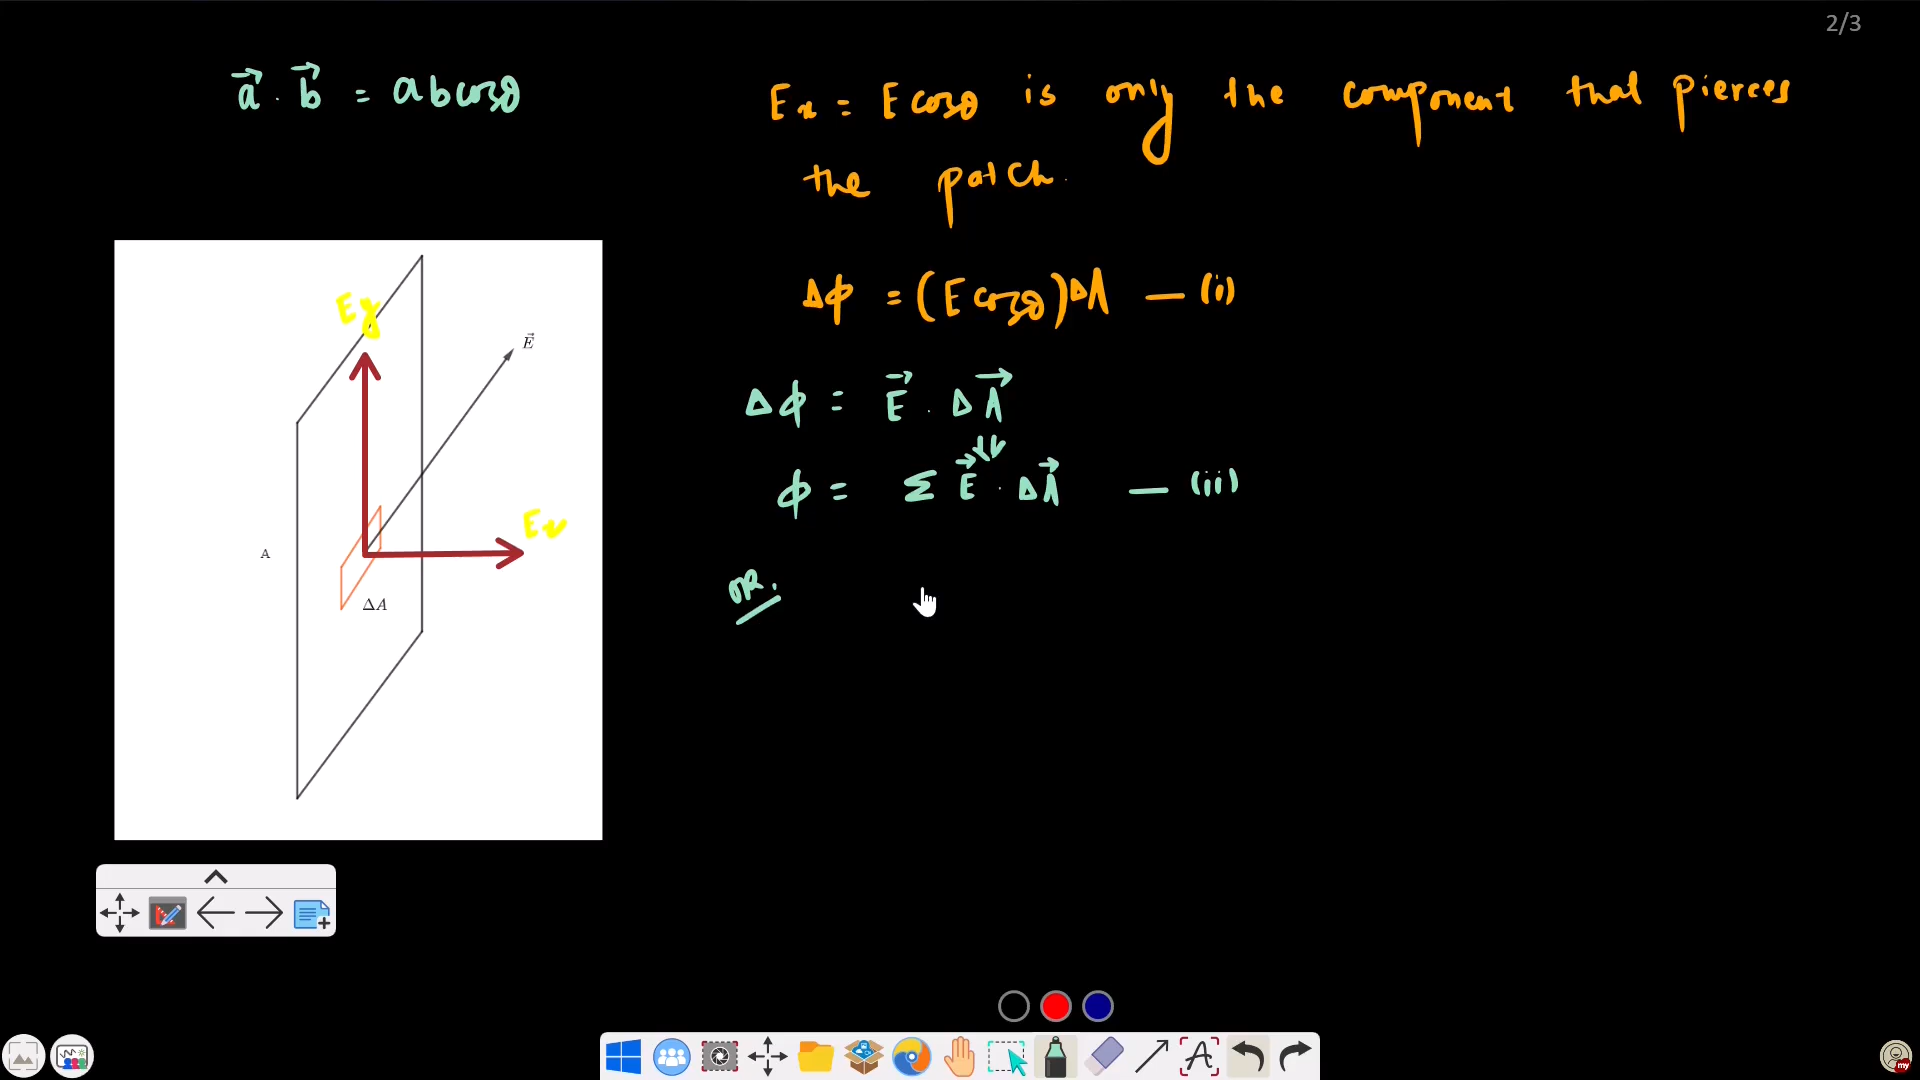 2/3
a⃗ . b⃗ = ab cosθ
Ex = E cosθ is only the component that pierces
the patch.
Δϕ = (E cosθ)ΔA — (i)
Δϕ = E⃗ . ΔA⃗
ϕ = Σ E⃗ . ΔA⃗ — (ii)
OR.
Ey
E⃗
Ex
A
ΔA
A
my